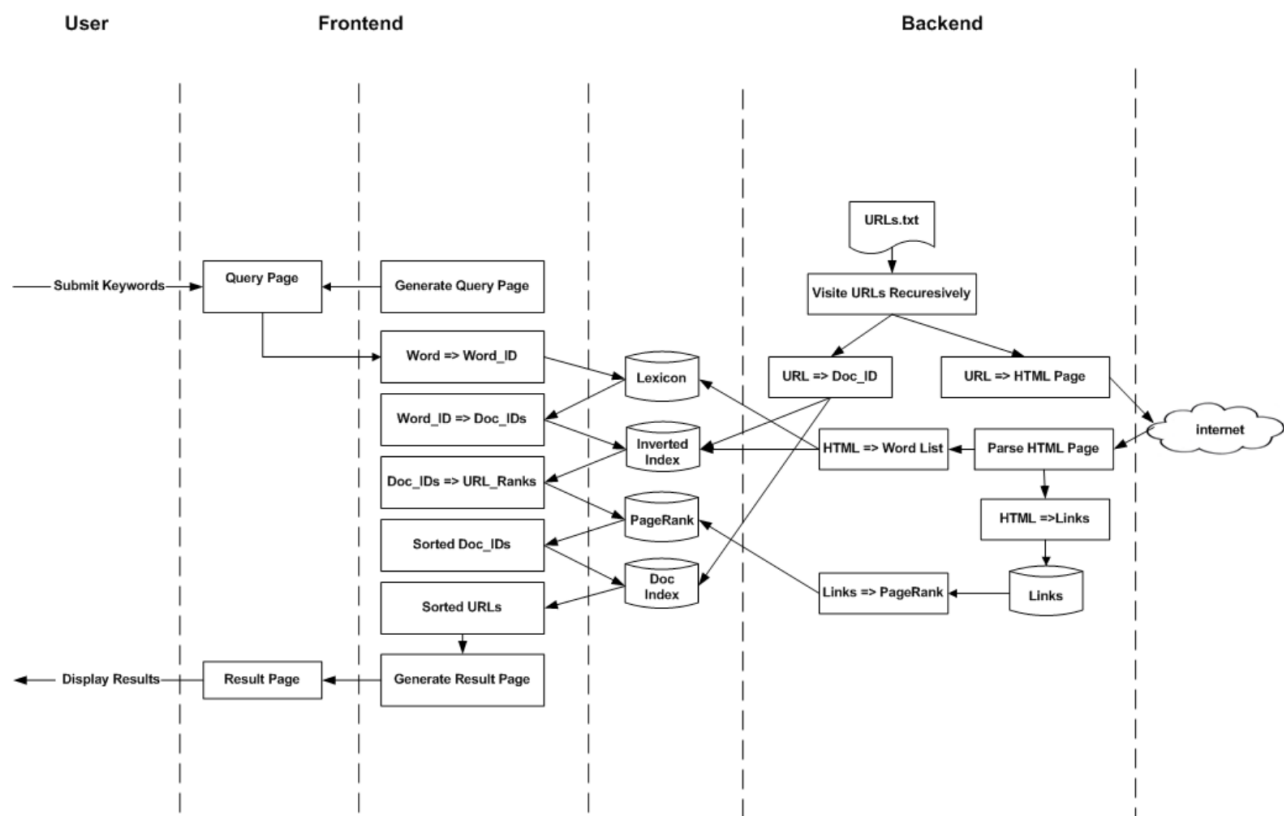 User
Frontend
Backend
URLs.txt
Submit Keywords
Query Page
Generate Query Page
Visite URLs Recuresively
Word => Word_ID
Lexicon
URL => Doc_ID
URL => HTML Page
Word_ID => Doc_IDs
Inverted
Index
HTML => Word List
Parse HTML Page
internet
Doc_IDs => URL_Ranks
PageRank
HTML =>Links
Sorted Doc_IDs
Doc
Index
Links => PageRank
Links
Sorted URLs
Display Results
Result Page
Generate Result Page